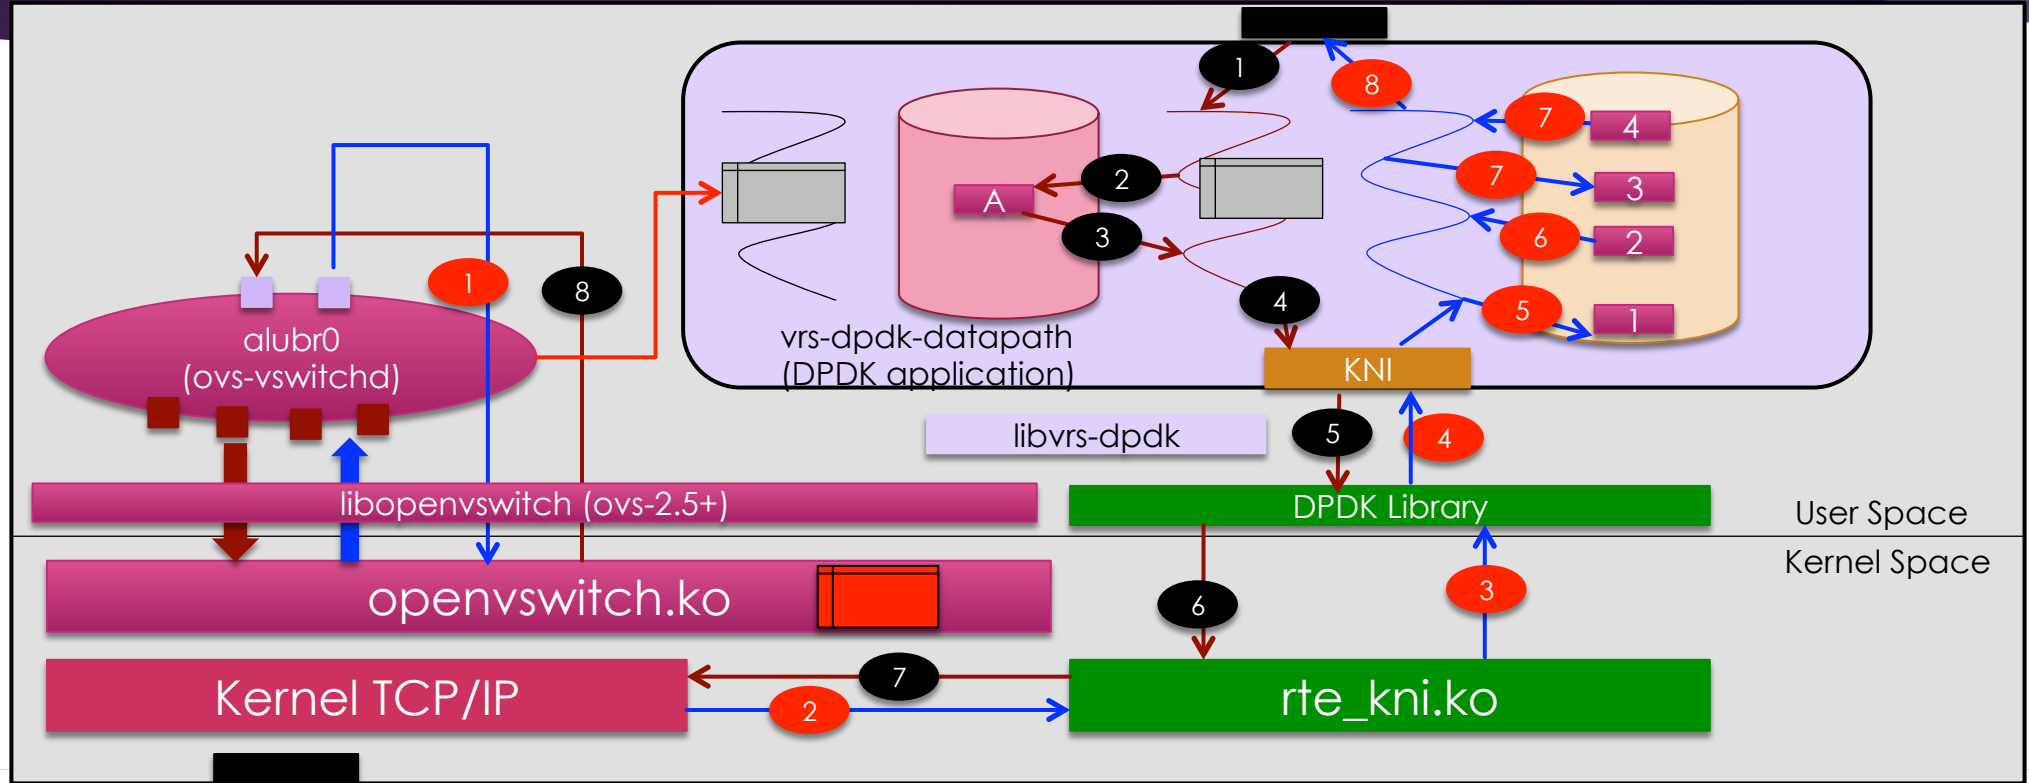 1
8
7
4
2
7
3
A
3
6
2
1
8
4
5
1
alubr0
(ovs-vswitchd)
vrs-dpdk-datapath
(DPDK application)
KNI
libvrs-dpdk
5
4
libopenvswitch (ovs-2.5+)
DPDK Library
User Space
Kernel Space
openvswitch.ko
6
3
Kernel TCP/IP
7
2
rte_kni.ko